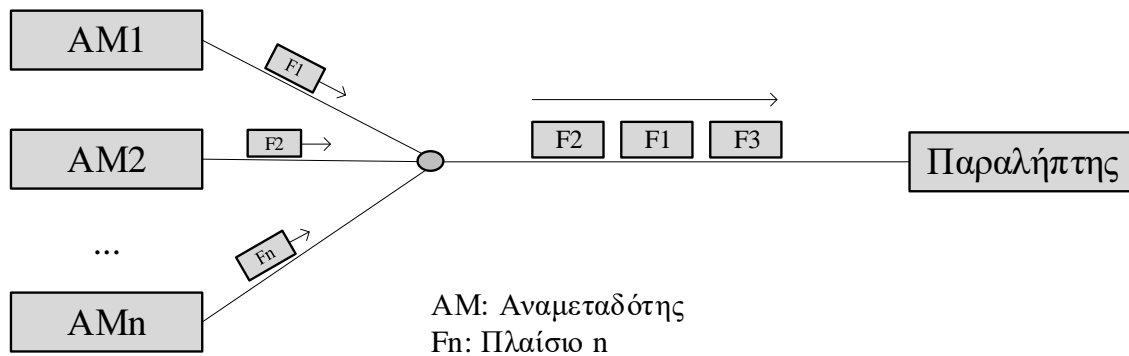 AM1
F1
F2 F1 F3
AM2
F2
Παραλήπτης
...
Fn
AMn
AM: Αναμεταδότης
Fn: Πλαίσιο n